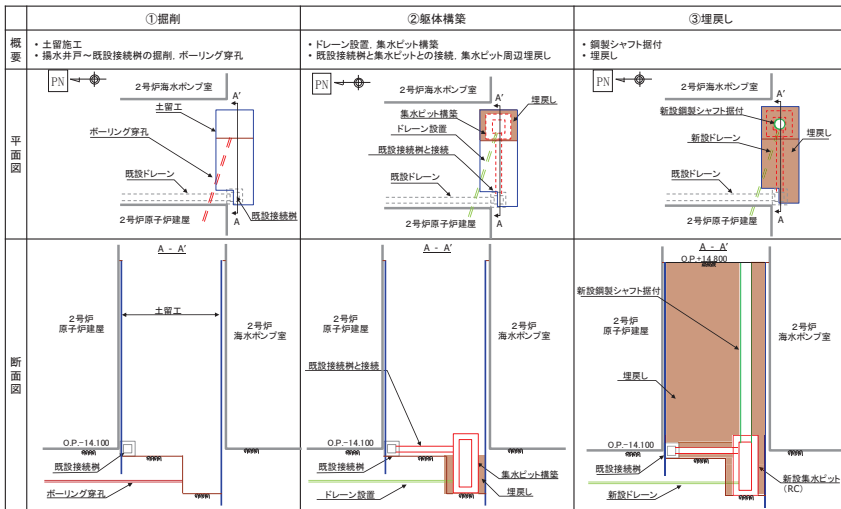 ①掘削
②躯体構築
③埋戻し
概要
・土留施工
・揚水井戸～既設接続桝の掘削, ボーリング穿孔
・ドレーン設置, 集水ピット構築
・既設接続桝と集水ピットとの接続, 集水ピット周辺埋戻し
・鋼製シャフト据付
・埋戻し
平面図
PN
2号炉海水ポンプ室
A'
土留工
ボーリング穿孔
既設ドレーン
A
既設接続桝
2号炉原子炉建屋
PN
2号炉海水ポンプ室
A'
埋戻し
集水ピット構築
ドレーン設置
既設接続桝と接続
既設ドレーン
A
2号炉原子炉建屋
PN
2号炉海水ポンプ室
A'
新設鋼製シャフト据付
新設ドレーン
埋戻し
既設ドレーン
A
2号炉原子炉建屋
断面図
A - A'
土留工
2号炉
原子炉建屋
2号炉
海水ポンプ室
O.P.-14.100
既設接続桝
ボーリング穿孔
A - A'
2号炉
原子炉建屋
2号炉
海水ポンプ室
既設接続桝と接続
O.P.-14.100
既設接続桝
集水ピット構築
ドレーン設置
埋戻し
A - A'
O.P.+14.800
新設鋼製シャフト据付
2号炉
原子炉建屋
2号炉
海水ポンプ室
埋戻し
O.P.-14.100
既設接続桝
新設ドレーン
新設集水ピット
(RC)